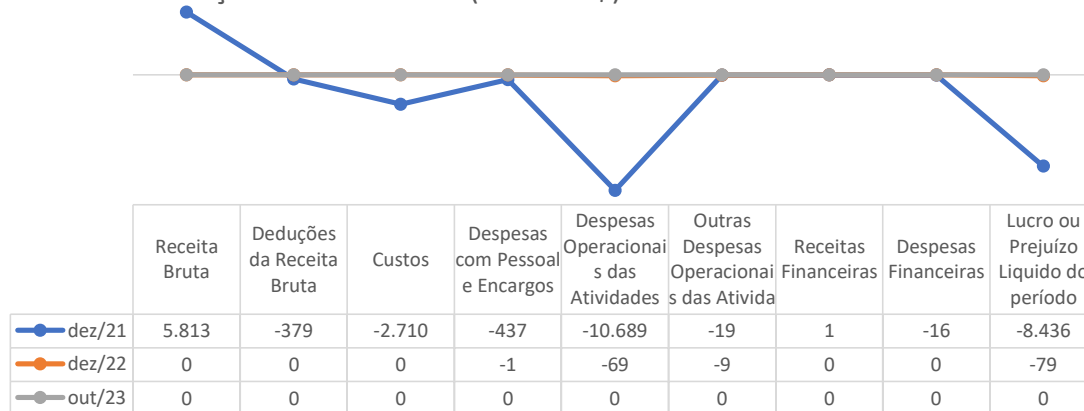 Receita
Bruta
Deduções
da Receita
Bruta
Custos
Despesas
com Pessoal
e Encargos
Despesas
Operacionai
s das
Atividades
Outras
Despesas
Operacionai
s das Ativida
Receitas
Financeiras
Despesas
Financeiras
Lucro ou
Prejuízo
Liquido do
período
dez/21 5.813 -379 -2.710 -437 -10.689 -19 1 -16 -8.436
dez/22 0 0 0 -1 -69 -9 0 0 -79
out/23 0 0 0 0 0 0 0 0 0